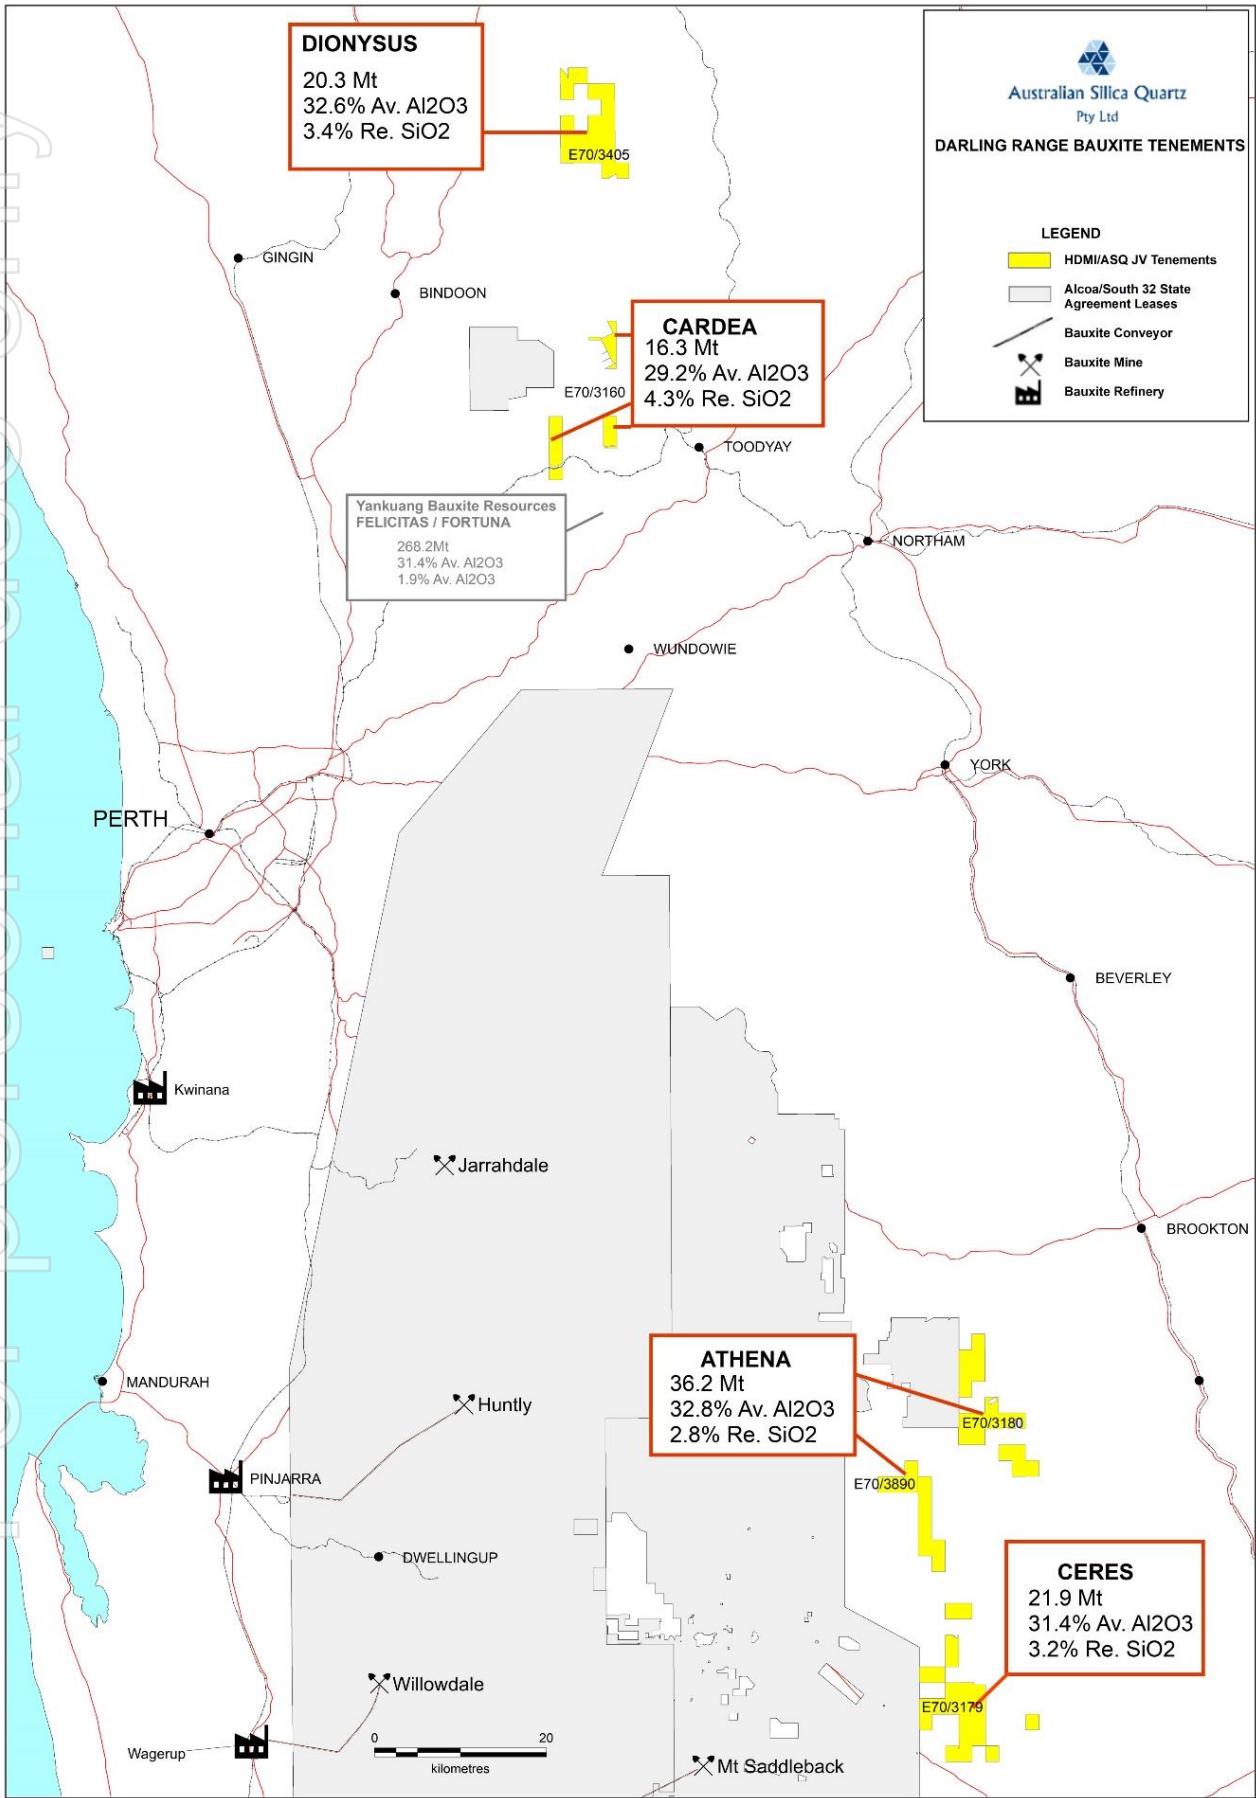 DIONYSUS
20.3 Mt
32.6% Av. Al2O3
3.4% Re. SiO2
E70/3405
Australian Silica Quartz
Pty Ltd
DARLING RANGE BAUXITE TENEMENTS
LEGEND
HDMI/ASQ JV Tenements
Alcoa/South 32 State
Agreement Leases
Bauxite Conveyor
Bauxite Mine
Bauxite Refinery
GINGIN
BINDOON
CARDEA
16.3 Mt
29.2% Av. Al2O3
4.3% Re. SiO2
E70/3160
TOODYAY
Yankuang Bauxite Resources
FELICITAS / FORTUNA
268.2Mt
31.4% Av. Al2O3
1.9% Av. Al2O3
NORTHAM
WUNDOWIE
YORK
PERTH
BEVERLEY
Kwinana
Jarrahdale
BROOKTON
ATHENA
36.2 Mt
32.8% Av. Al2O3
2.8% Re. SiO2
MANDURAH
Huntly
E70/3180
PINJARRA
E70/3890
DWELLINGUP
CERES
21.9 Mt
31.4% Av. Al2O3
3.2% Re. SiO2
Willowdale
E70/3179
Wagerup
0 20
kilometres
Mt Saddleback